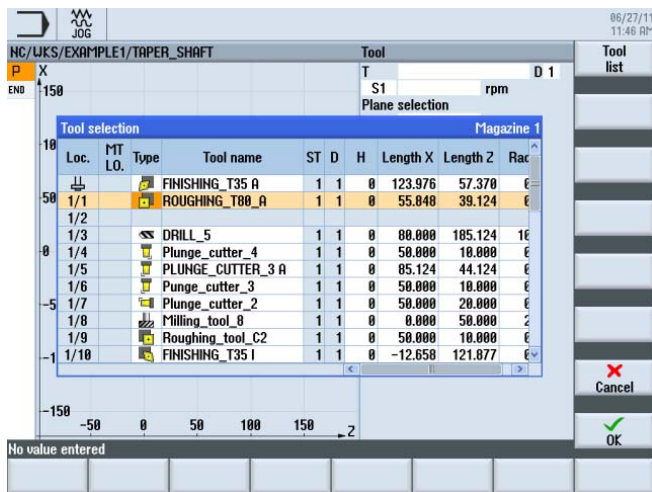 JOG
06/27/11
11:46 AM
NC/WKS/EXAMPLE1/TAPER_SHAFT
Tool
Tool list
P
X
T
D 1
END
150
S1
rpm
Plane selection
Tool selection
Magazine 1
Loc. MT LO. Type Tool name ST D H Length X Length Z
FINISHING_T35 A 1 1 0 123.976 57.370
1/1 ROUGHING_T80_A 1 1 0 55.848 39.124
1/2
1/3 DRILL_5 1 1 0 80.000 185.124
1/4 Plunge_cutter_4 1 1 0 50.000 10.000
1/5 PLUNGE_CUTTER_3 A 1 1 0 85.124 44.124
1/6 Punge_cutter_3 1 1 0 50.000 10.000
1/7 Plunge_cutter_2 1 1 0 50.000 20.000
1/8 Milling_tool_8 1 1 0 0.000 50.000
1/9 Roughing_tool_C2 1 1 0 50.000 10.000
1/10 FINISHING_T35 I 1 1 0 -12.658 121.877
50
0
-150
-50 0 50 100 150
Z
Cancel
OK
No value entered